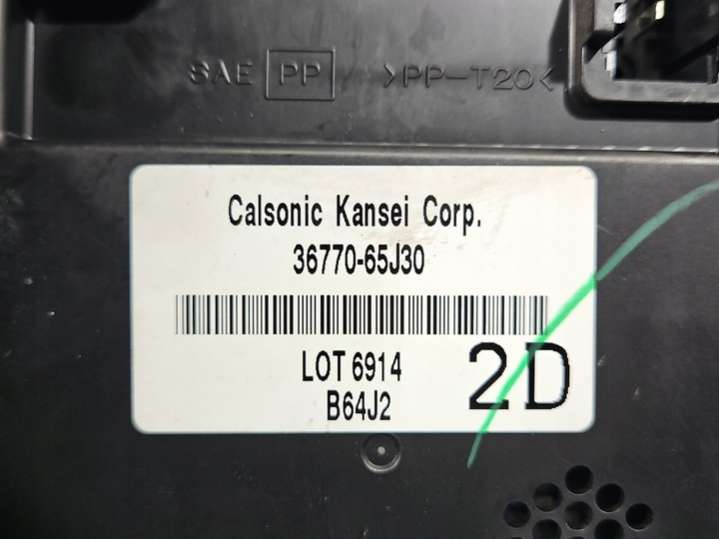 SAE PP >PP-T20<
Calsonic Kansei Corp.
36770-65J30
LOT 6914
B64J2
2D